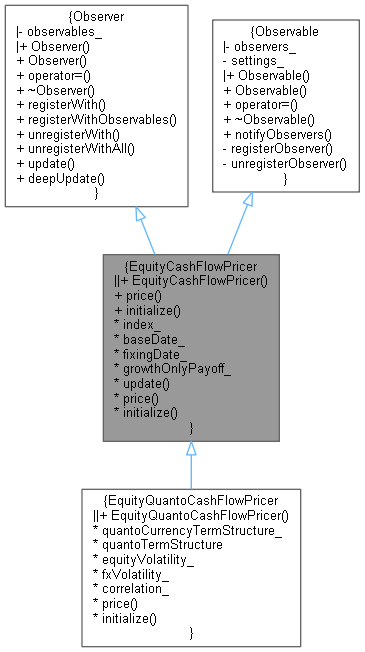 {Observer
|- observables_
|+ Observer()
+ Observer()
+ operator=()
+ ~Observer()
+ registerWith()
+ registerWithObservables()
+ unregisterWith()
+ unregisterWithAll()
+ update()
+ deepUpdate()
}
{Observable
|- observers_
- settings_
|+ Observable()
+ Observable()
+ operator=()
+ ~Observable()
+ notifyObservers()
- registerObserver()
- unregisterObserver()
}
{EquityCashFlowPricer
||+ EquityCashFlowPricer()
+ price()
+ initialize()
* index_
* baseDate_
* fixingDate_
* growthOnlyPayoff_
* update()
* price()
* initialize()
}
{EquityQuantoCashFlowPricer
||+ EquityQuantoCashFlowPricer()
* quantoCurrencyTermStructure_
* quantoTermStructure
* equityVolatility_
* fxVolatility_
* correlation_
* price()
* initialize()
}